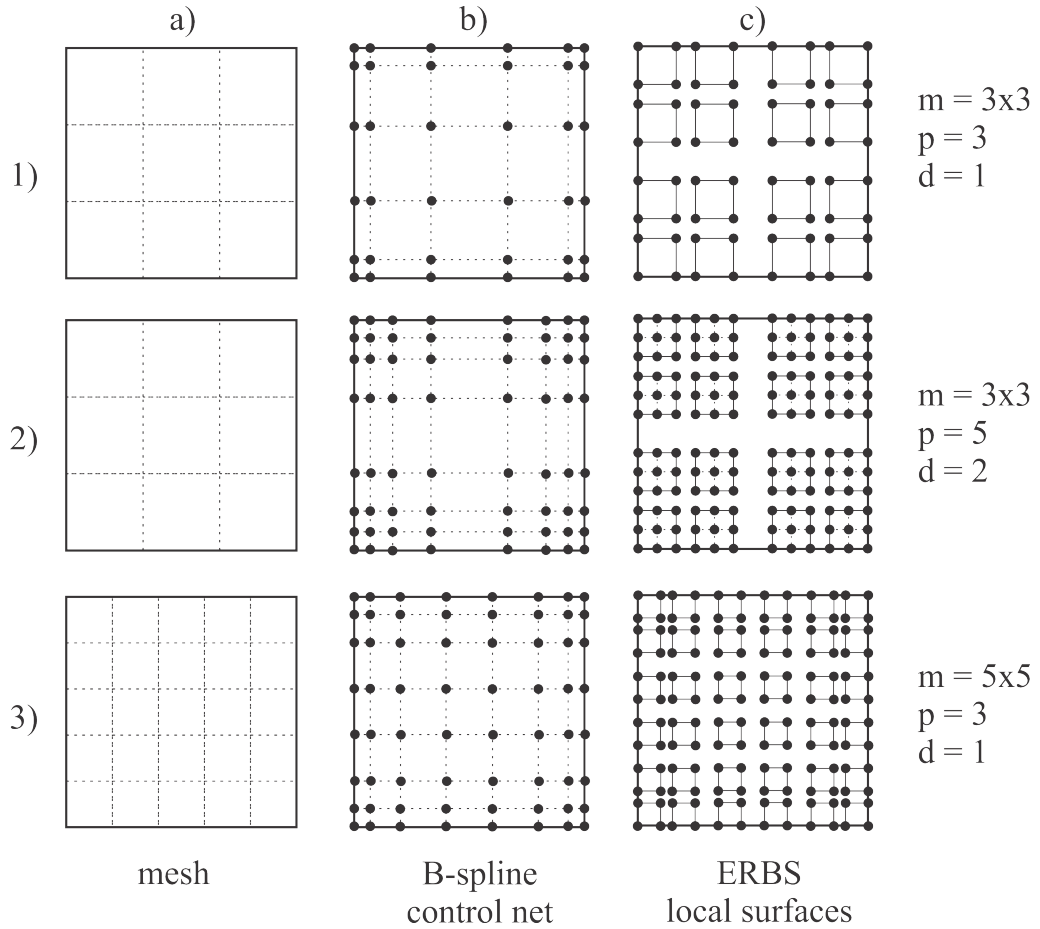 a)
b)
c)
1)
m = 3x3
p = 3
d = 1
2)
m = 3x3
p = 5
d = 2
3)
m = 5x5
p = 3
d = 1
mesh
B-spline
control net
ERBS
local surfaces